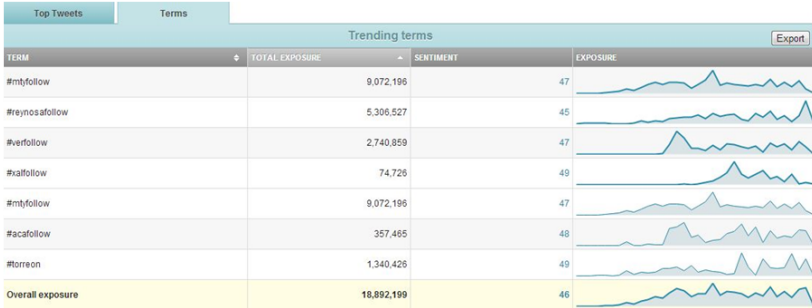 Top Tweets Terms
Trending terms
Export
TERM TOTAL EXPOSURE SENTIMENT EXPOSURE
#mtyfollow 9,072,196 47
#reynosafollow 5,306,527 45
#verfollow 2,740,859 47
#xalfollow 74,726 49
#mtyfollow 9,072,196 47
#acafollow 357,465 48
#torreon 1,340,426 49
Overall exposure 18,892,199 46